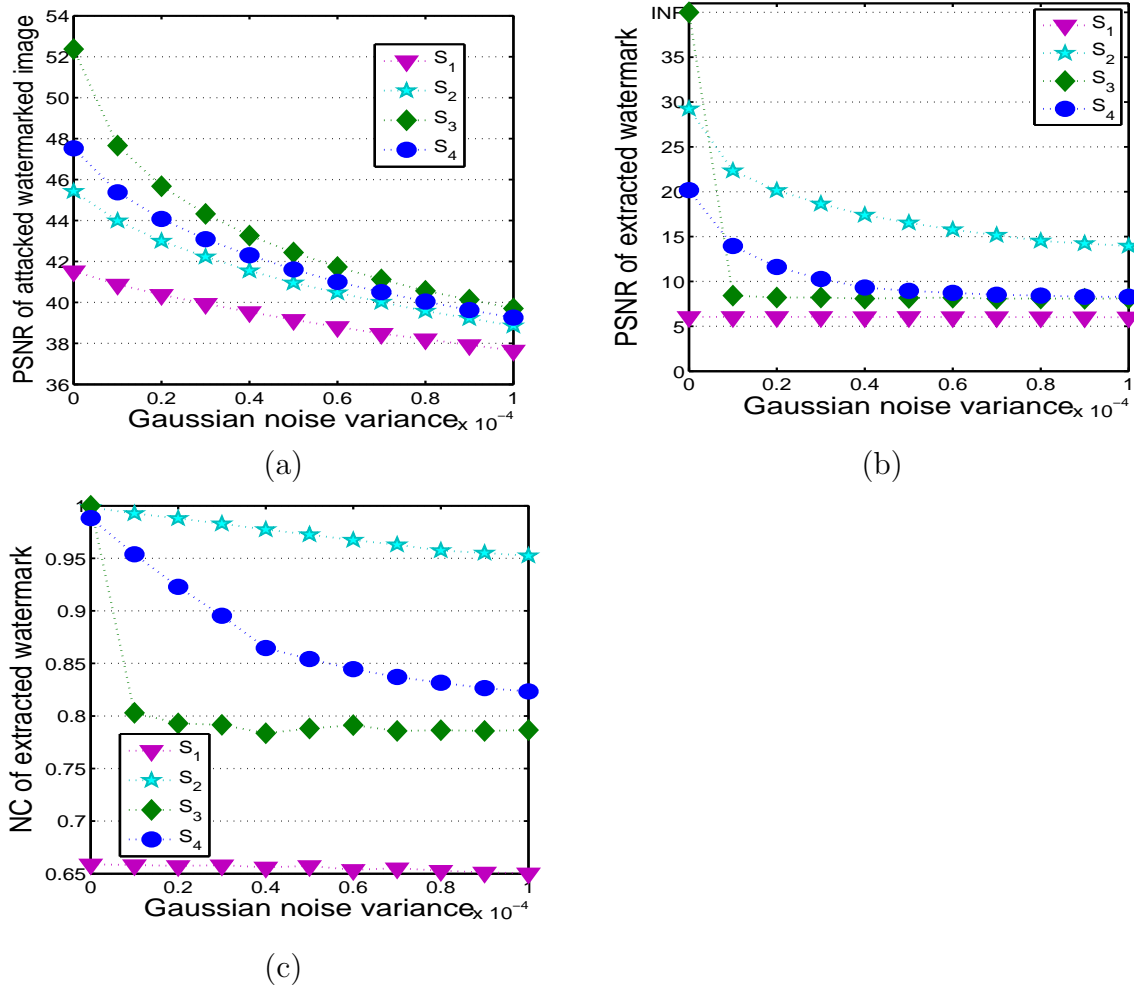 PSNR of attacked watermarked image
54
52
50
48
46
44
42
40
38
36
S1
S2
S3
S4
0 0.2 0.4 0.6 0.8 1
Gaussian noise variance x 10−4
(a)
PSNR of extracted watermark
INF
35
30
25
20
15
10
5
0
S1
S2
S3
S4
0 0.2 0.4 0.6 0.8 1
Gaussian noise variance x 10−4
(b)
NC of extracted watermark
1
0.95
0.9
0.85
0.8
0.75
0.7
0.65
S1
S2
S3
S4
0 0.2 0.4 0.6 0.8 1
Gaussian noise variance x 10−4
(c)